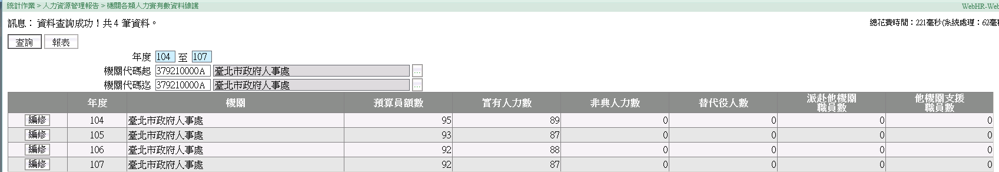 統計作業 > 人力資源管理報告 > 機關各類人力實有數資料維護 WebHR-Web
訊息： 資料查詢成功！共 4 筆資料。 總花費時間：221毫秒(系統處理：62毫秒
查詢 報表
年度 104 至 107
機關代碼起 379210000A 臺北市政府人事處 ...
機關代碼迄 379210000A 臺北市政府人事處 ...
年度 機關 預算員額數 實有人力數 非典人力數 替代役人數 派赴他機關 職員數 他機關支援 職員數
編修 104 臺北市政府人事處 95 89 0 0 0 0
編修 105 臺北市政府人事處 93 87 0 0 0 0
編修 106 臺北市政府人事處 92 88 0 0 0 0
編修 107 臺北市政府人事處 92 87 0 0 0 0